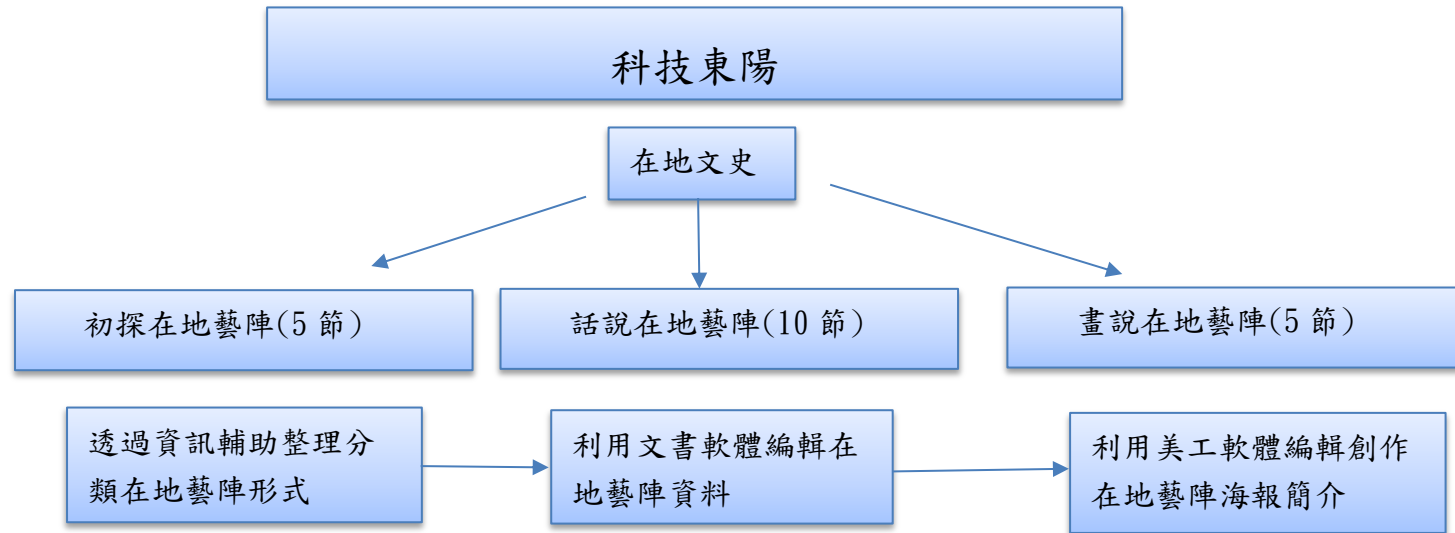 科技東陽
在地文史
初探在地藝陣(5 節)
話說在地藝陣(10 節)
畫說在地藝陣(5 節)
透過資訊輔助整理分
類在地藝陣形式
利用文書軟體編輯在
地藝陣資料
利用美工軟體編輯創作
在地藝陣海報簡介